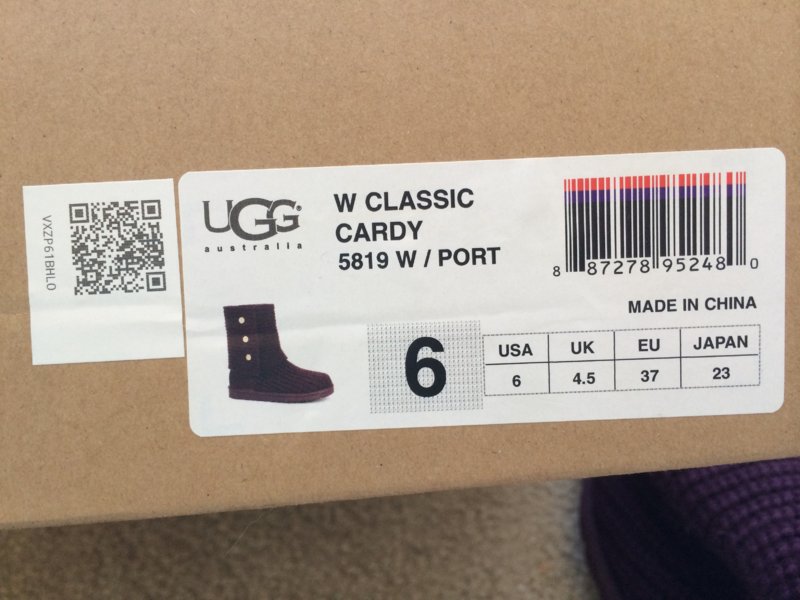 VXZP61BHL0
UGG®
australia
W CLASSIC
CARDY
5819 W / PORT
8 87278 95248 0
MADE IN CHINA
6
USA UK EU JAPAN
6 4.5 37 23